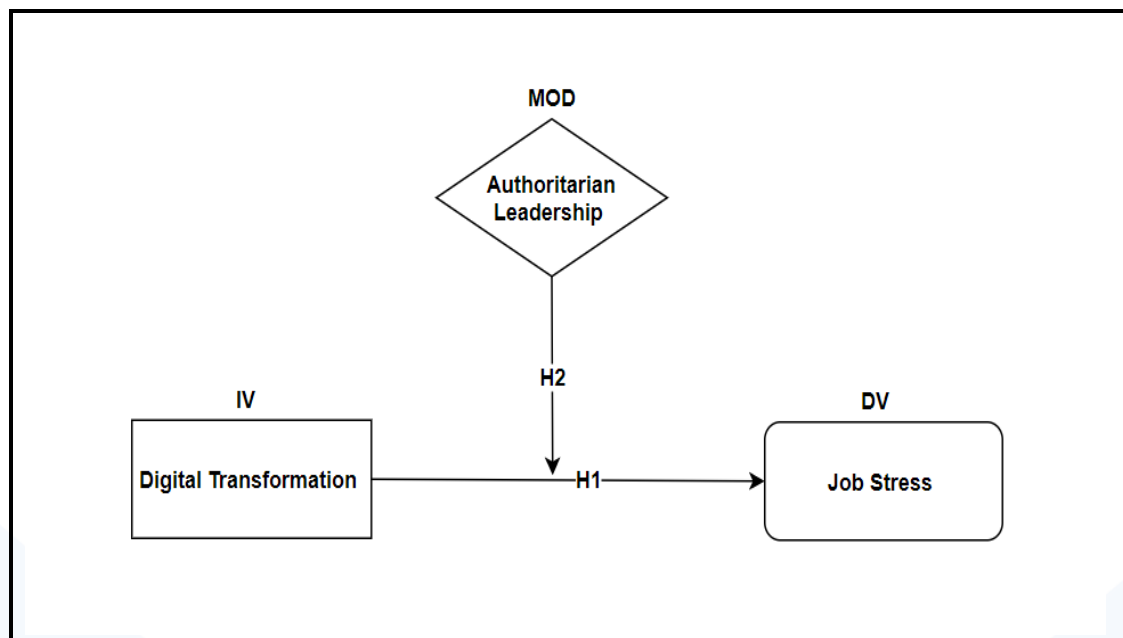 MOD
Authoritarian
Leadership
H2
IV
DV
Digital Transformation
H1
Job Stress